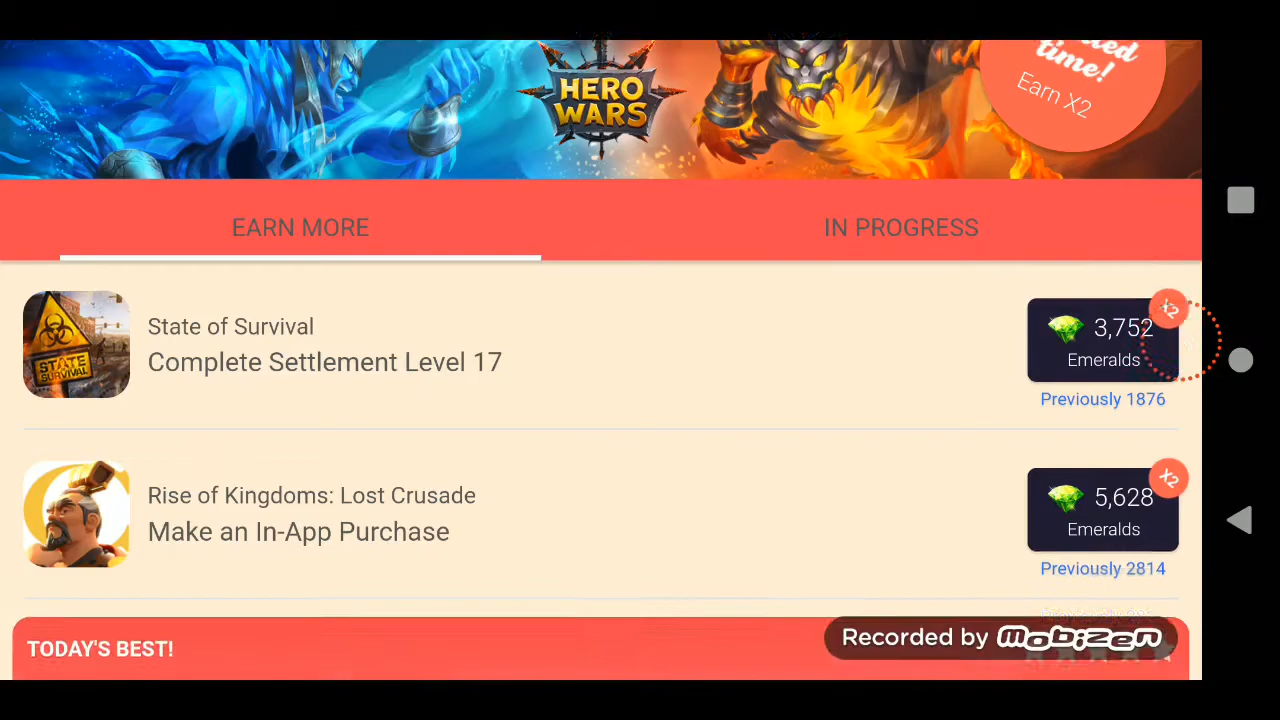 time!
Earn X2
HERO
WARS
EARN MORE
IN PROGRESS
STATE
SURVIVAL
State of Survival
Complete Settlement Level 17
X2
3,752
Emeralds
Previously 1876
Rise of Kingdoms: Lost Crusade
Make an In-App Purchase
X2
5,628
Emeralds
Previously 2814
TODAY'S BEST!
Recorded by mobizen